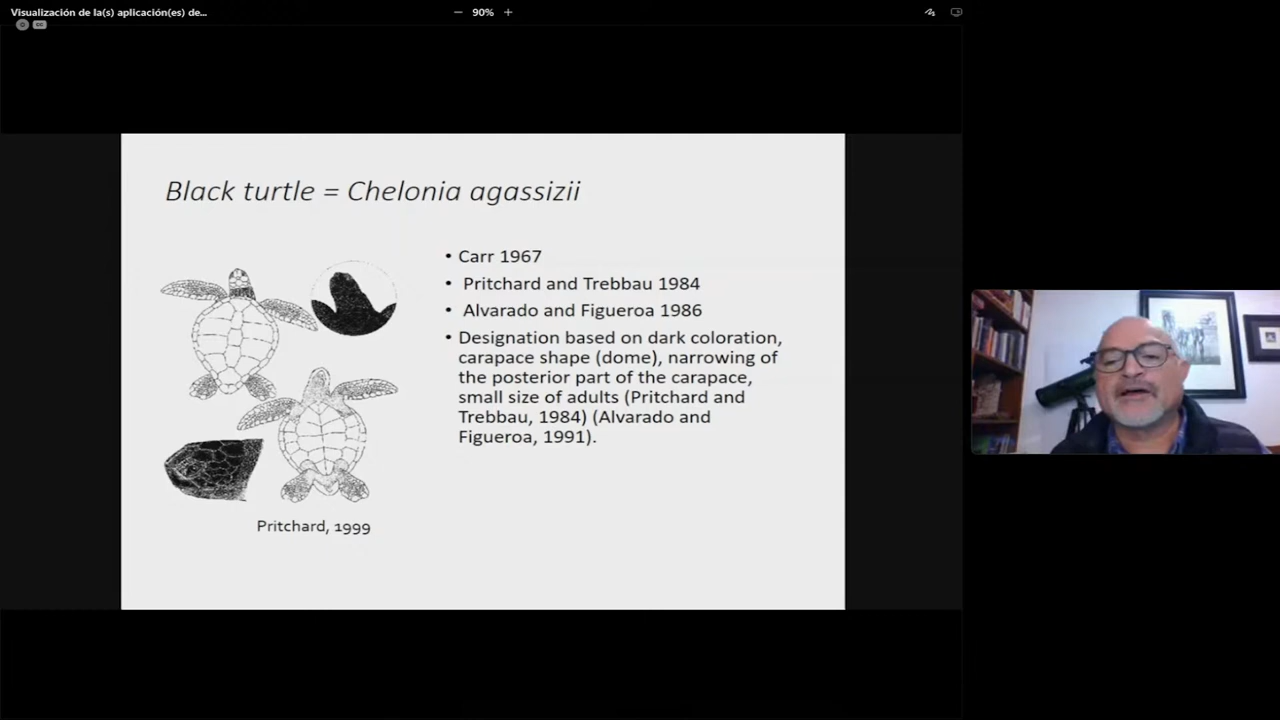 Visualización de la(s) aplicación(es) de...
90%
CC
Black turtle = Chelonia agassizii
• Carr 1967
• Pritchard and Trebbau 1984
• Alvarado and Figueroa 1986
• Designation based on dark coloration,
carapace shape (dome), narrowing of
the posterior part of the carapace,
small size of adults (Pritchard and
Trebbau, 1984) (Alvarado and
Figueroa, 1991).
Pritchard, 1999